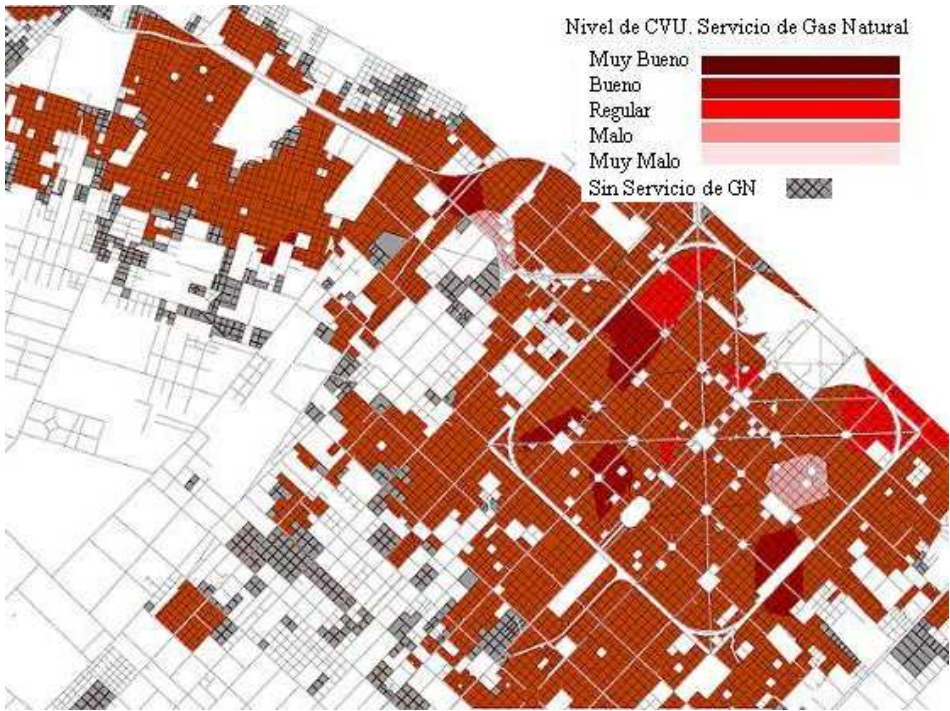 Nivel de CVU. Servicio de Gas Natural
Muy Bueno
Bueno
Regular
Malo
Muy Malo
Sin Servicio de GN